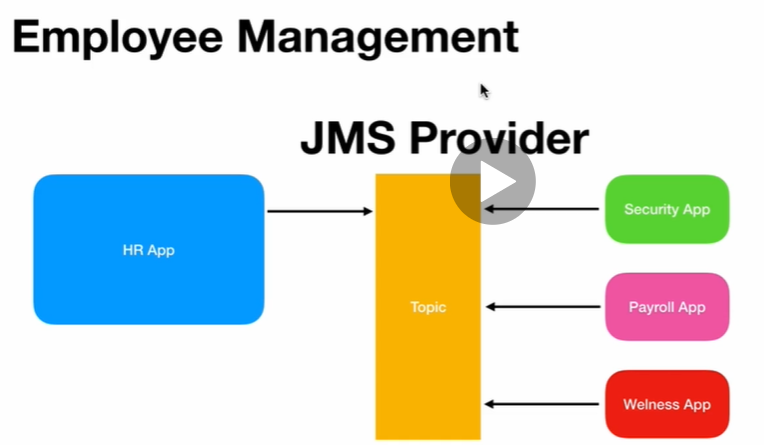 Employee Management
JMS Provider
HR App
Topic
Security App
Payroll App
Welness App